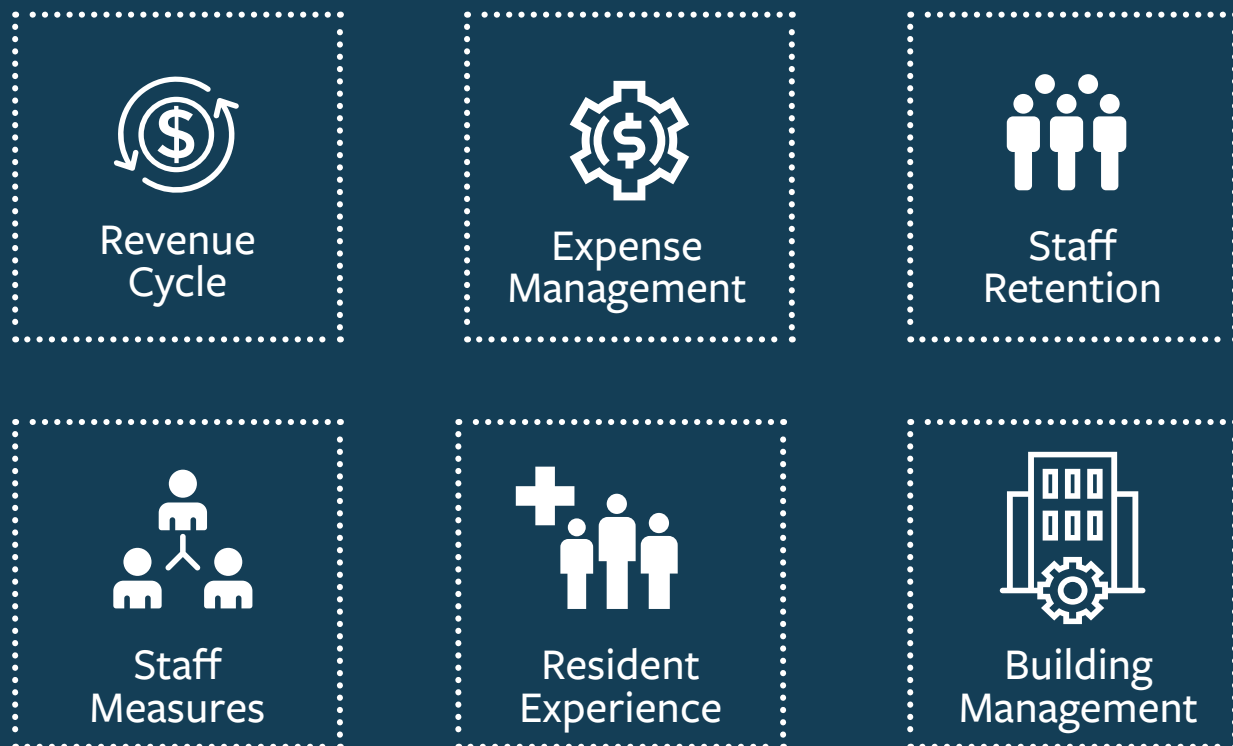 $
Revenue
Cycle
$
Expense
Management
Staff
Retention
Staff
Measures
Resident
Experience
Building
Management